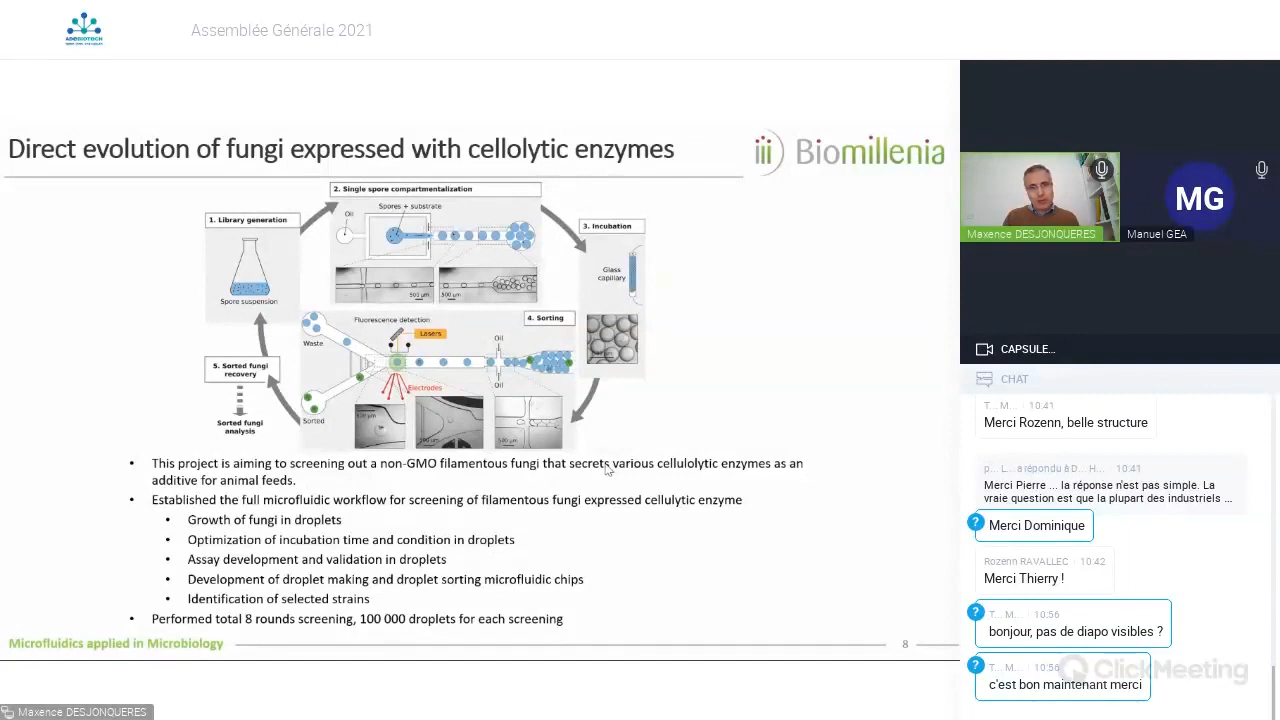 ADEBIOTECH
Assemblée Générale 2021
Direct evolution of fungi expressed with cellolytic enzymes
Biomillenia
2. Single spore compartmentalization
Oil
Spores + substrate
500 µm
500 µm
1. Library generation
Spore suspension
3. Incubation
Glass
capillary
Fluorescence detection
4. Sorting
Waste
Lasers
Oil
Oil
Electrodes
Sorted
500 µm
5. Sorted fungi
recovery
Sorted fungi
analysis
• This project is aiming to screening out a non-GMO filamentous fungi that secrets various cellulolytic enzymes as an
additive for animal feeds.
• Established the full microfluidic workflow for screening of filamentous fungi expressed cellulytic enzyme
• Growth of fungi in droplets
• Optimization of incubation time and condition in droplets
• Assay development and validation in droplets
• Development of droplet making and droplet sorting microfluidic chips
• Identification of selected strains
• Performed total 8 rounds screening, 100 000 droplets for each screening
Microfluidics applied in Microbiology
8
Maxence DESJONQUERES
MG
Maxence DESJONQUERES
Manuel GEA
CAPSULE...
CHAT
T... M... · 10:41
Merci Rozenn, belle structure
p... L... a répondu à D... H... · 10:41
Merci Pierre ... la réponse n'est pas simple. La
vraie question est que la plupart des industriels ...
? Merci Dominique
Rozenn RAVALLEC · 10:42
Merci Thierry !
? T... M... · 10:56
bonjour, pas de diapo visibles ?
? T... M... · 10:56
c'est bon maintenant merci
ClickMeeting